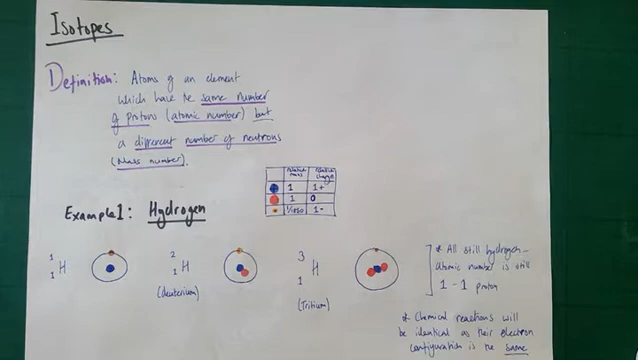 Isotopes
Definition: Atoms of an element
which have the same number
of protons (atomic number) but
a different number of neutrons
(Mass number).
relative mass relative charge
1 1+
1 0
1-
Example 1: Hydrogen
1 1 H
2 1 H
(deuterium)
3 1 H
(Tritium)
* All still hydrogen -
atomic number is still
1 - 1 proton
* Chemical reactions will
be identical as their electron
configuration is the same